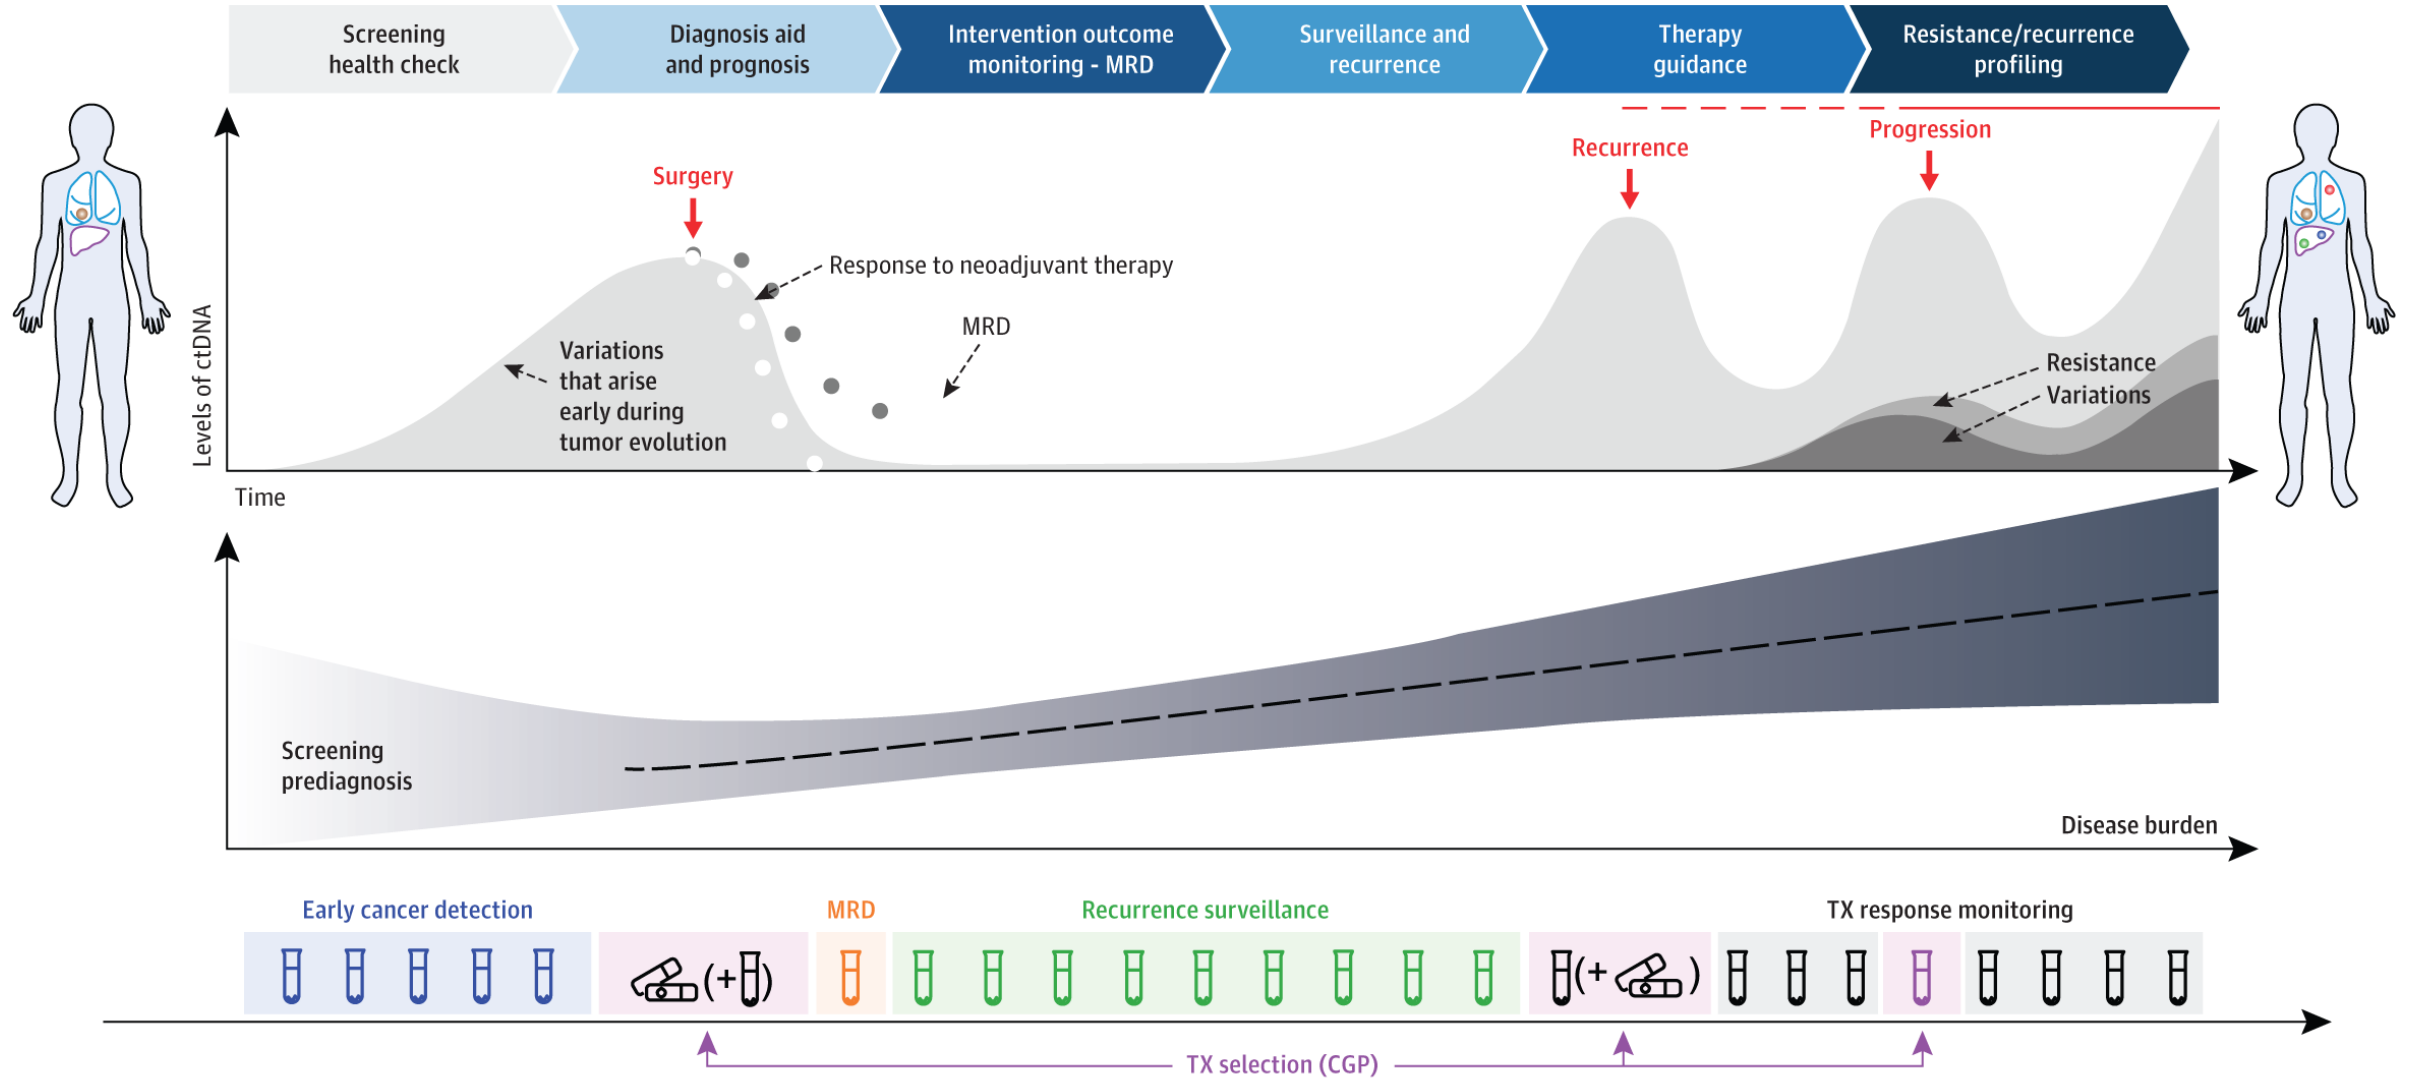 Screening
health check
Diagnosis aid
and prognosis
Intervention outcome
monitoring - MRD
Surveillance and
recurrence
Therapy
guidance
Resistance/recurrence
profiling
Progression
Recurrence
Surgery
Response to neoadjuvant therapy
MRD
Variations
that arise
early during
tumor evolution
Resistance
Variations
Levels of ctDNA
Time
Screening
prediagnosis
Disease burden
Early cancer detection
MRD
Recurrence surveillance
TX response monitoring
(+ )
(+ )
TX selection (CGP)